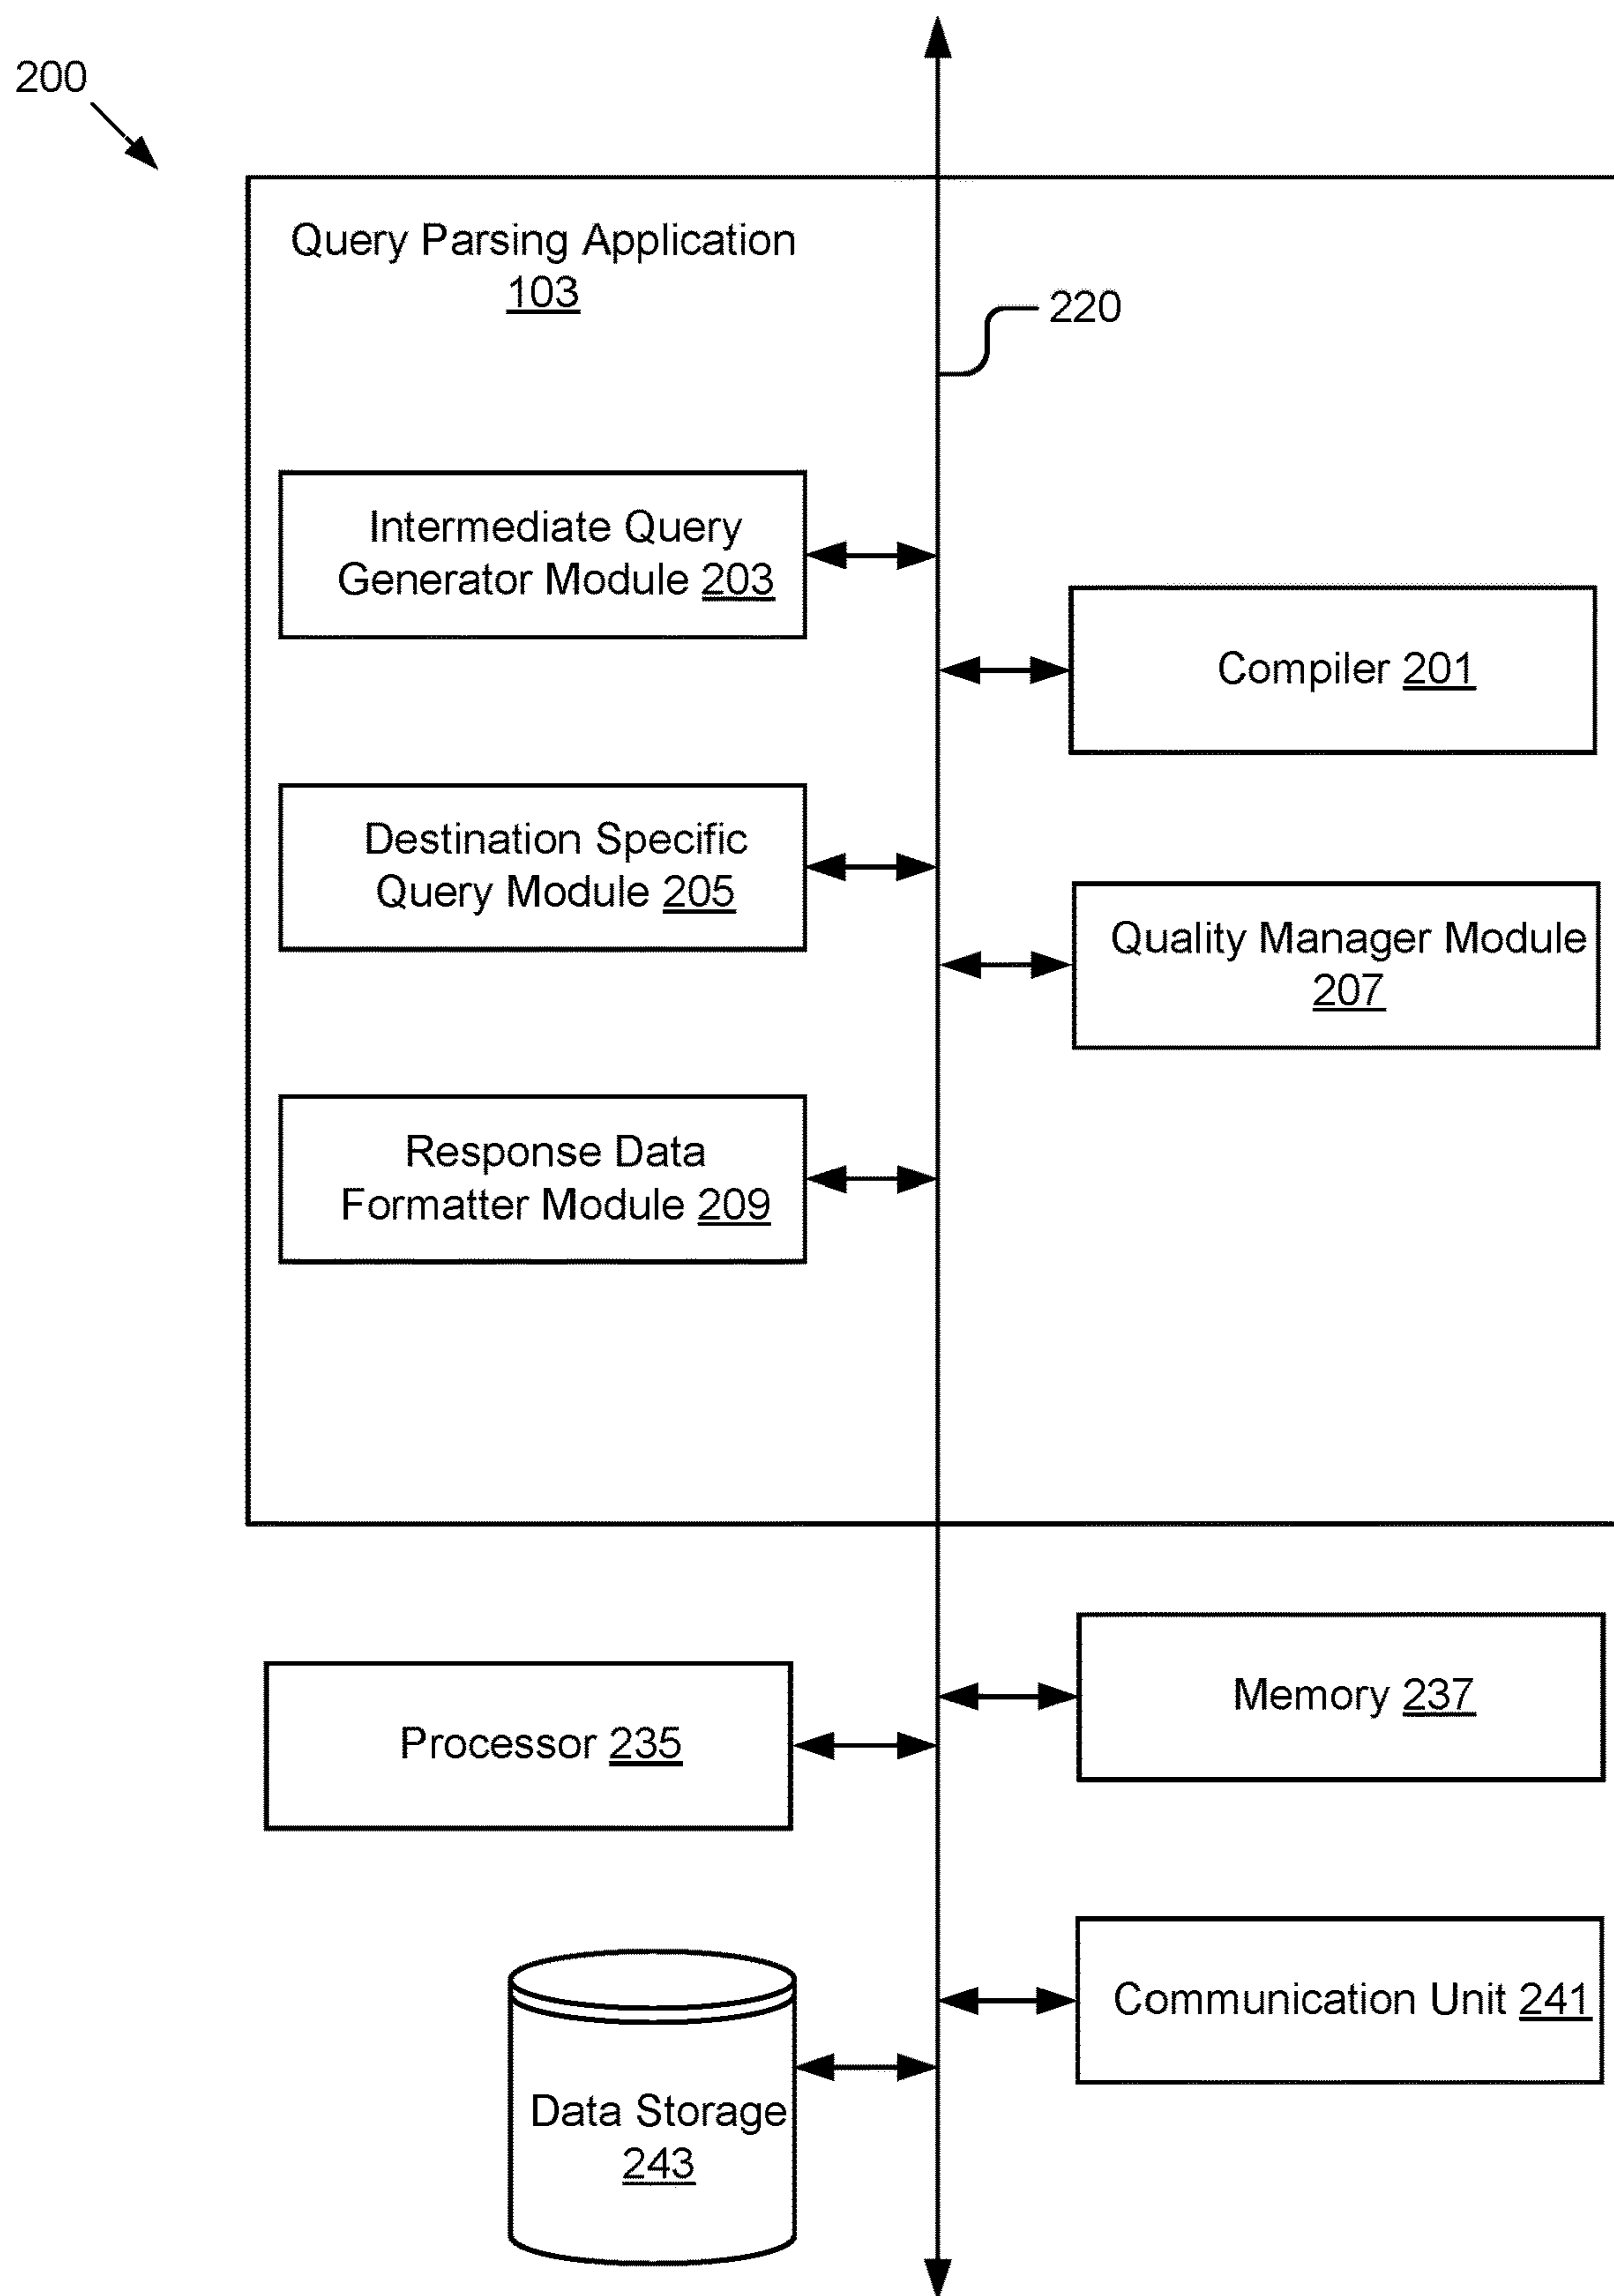 200
Query Parsing Application
103
220
Intermediate Query
Generator Module 203
Compiler 201
Destination Specific
Query Module 205
Quality Manager Module
207
Response Data
Formatter Module 209
Memory 237
Processor 235
Communication Unit 241
Data Storage
243